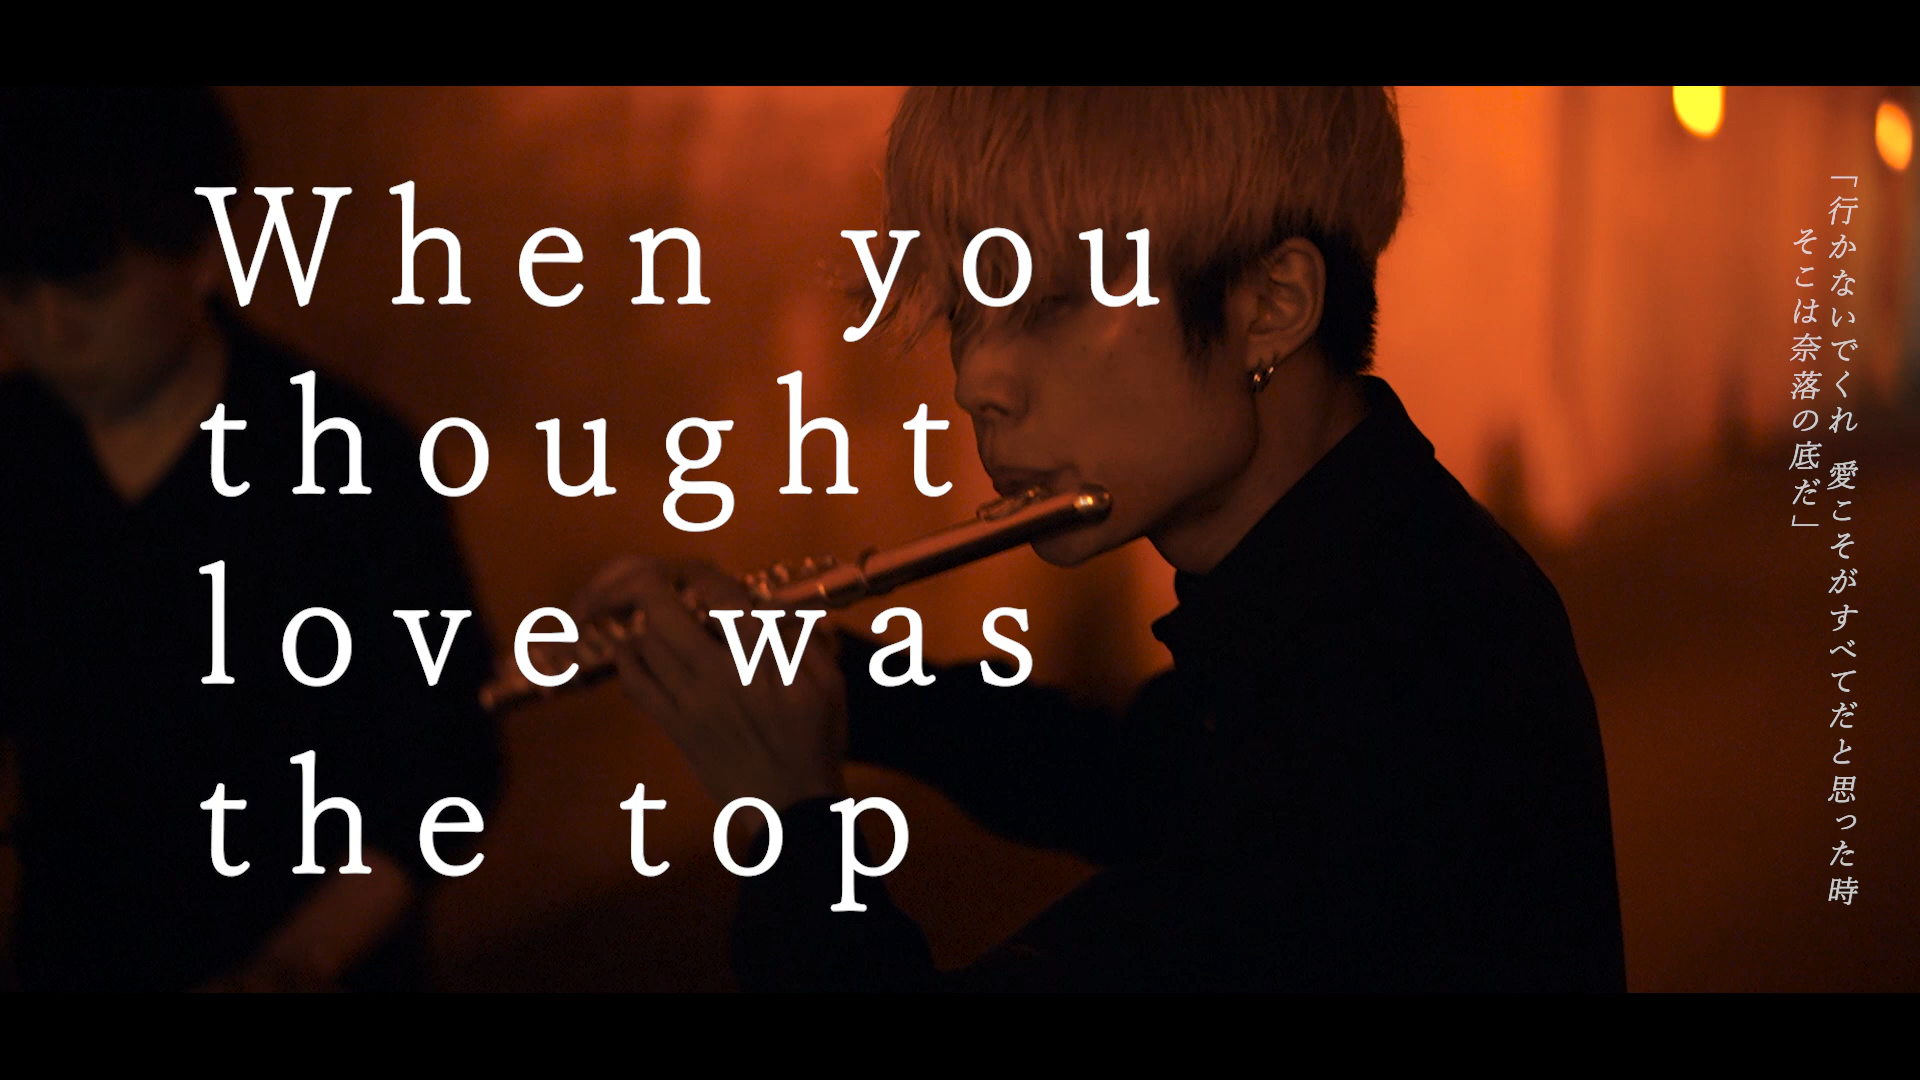 When you
thought
love was
the top
「行かないでくれ 愛こそがすべてだと思った時
そこは奈落の底だ」